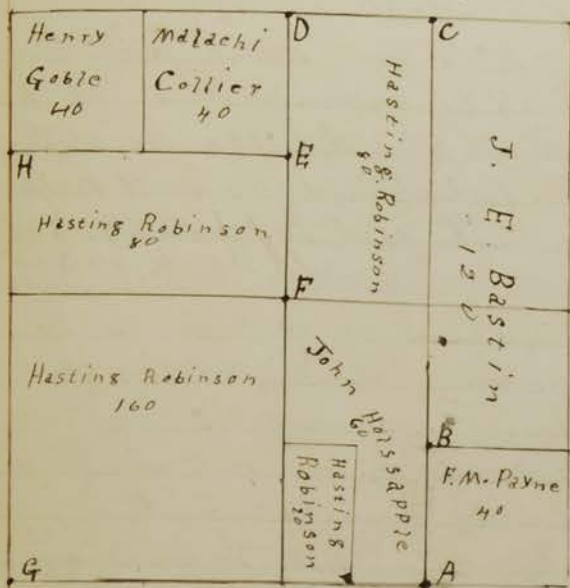 Henry
Goble
40
Malachi
Collier
40
D
C
H
E
Hasting Robinson
80
Hasting Robinson
80
J. E. Bastin
120
F
Hasting Robinson
160
John Holssapple
60
B
Hasting
Robinson
20
F. M. Payne
40
G
A